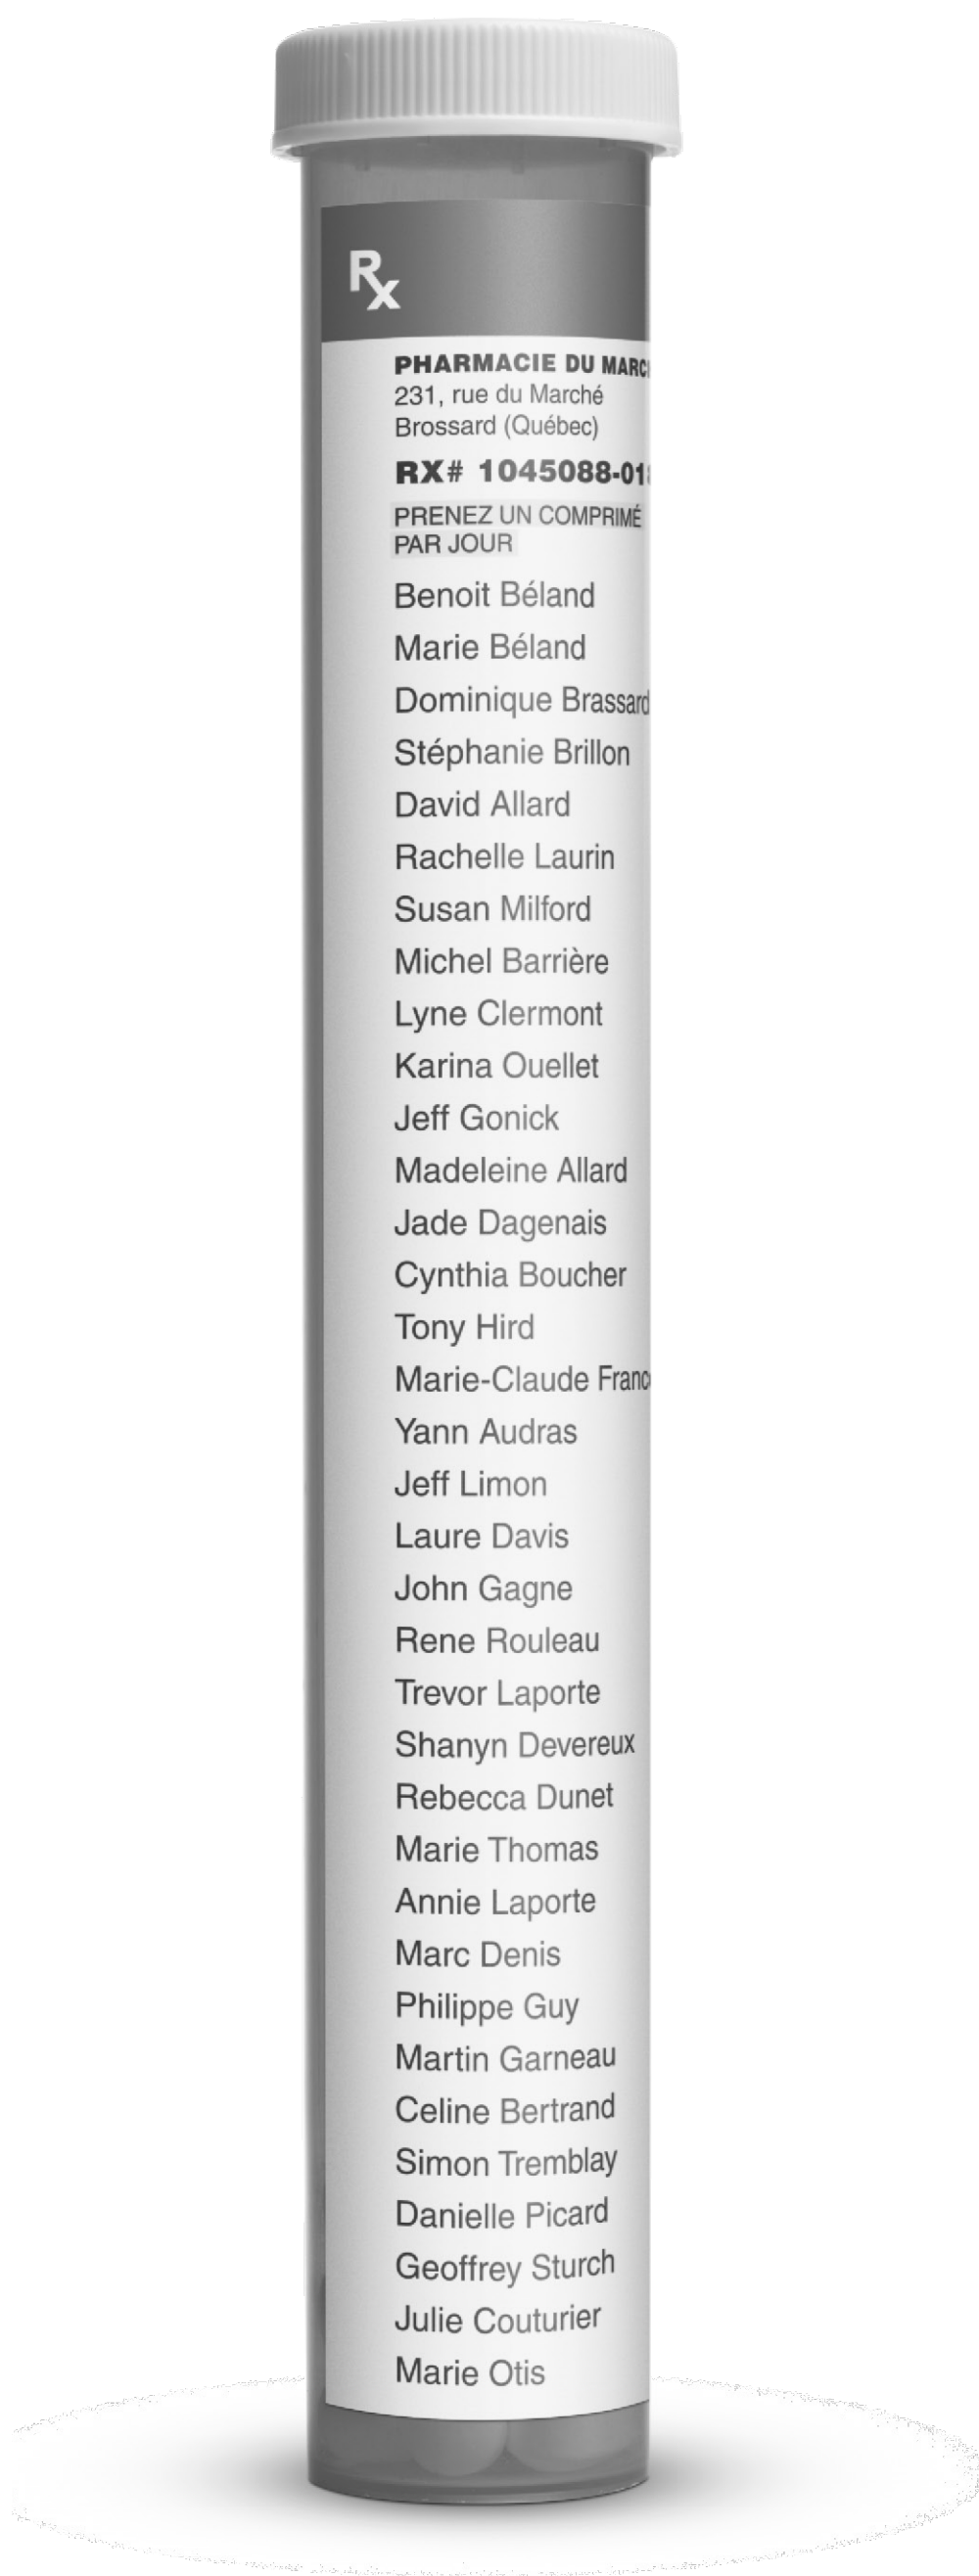 Rx
PHARMACIE DU
231, rue du Marché
Brossard (Québec)
RX#
PRENEZ UN COMPRIMÉ
PAR JOUR
Benoit Béland
Marie Béland
Dominique Brassard
Stéphanie Brillon
David Allard
Rachelle Laurin
Susan Milford
Michel Barrière
Lyne Clermont
Karina Ouellet
Jeff Gonick
Madeleine Allard
Jade Dagenais
Cynthia Boucher
Tony Hird
Marie-Claude
Yann Audras
Jeff Limon
Laure Davis
John Gagne
Rene Rouleau
Trevor Laporte
Shanyn Devereux
Rebecca Dunet
Marie Thomas
Annie Laporte
Marc Denis
Philippe Guy
Martin Garneau
Celine Bertrand
Simon Tremblay
Danielle Picard
Geoffrey Sturch
Julie Couturier
Marie Otis